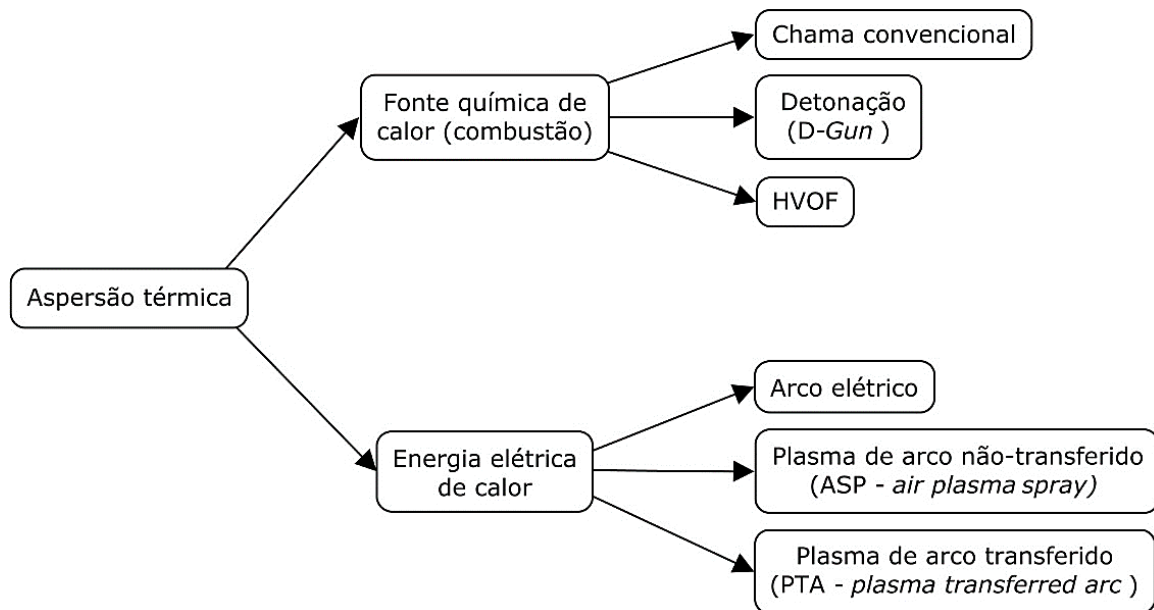 Aspersão térmica
Fonte química de
calor (combustão)
Chama convencional
Detonação
(D-Gun )
HVOF
Energia elétrica
de calor
Arco elétrico
Plasma de arco não-transferido
(ASP - air plasma spray)
Plasma de arco transferido
(PTA - plasma transferred arc )